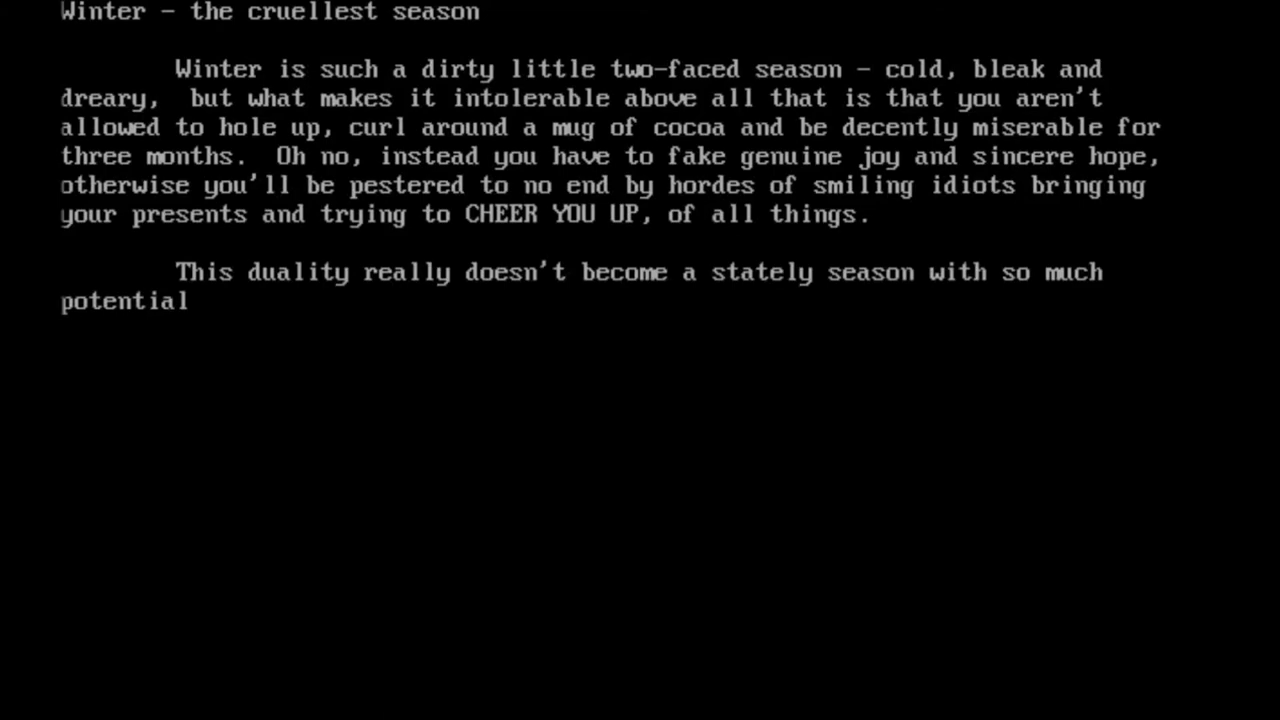 Winter - the cruellest season
Winter is such a dirty little two-faced season - cold, bleak and
dreary,  but what makes it intolerable above all that is that you aren't
allowed to hole up, curl around a mug of cocoa and be decently miserable for
three months.  Oh no, instead you have to fake genuine joy and sincere hope,
otherwise you'll be pestered to no end by hordes of smiling idiots bringing
your presents and trying to CHEER YOU UP, of all things.
This duality really doesn't become a stately season with so much
potential